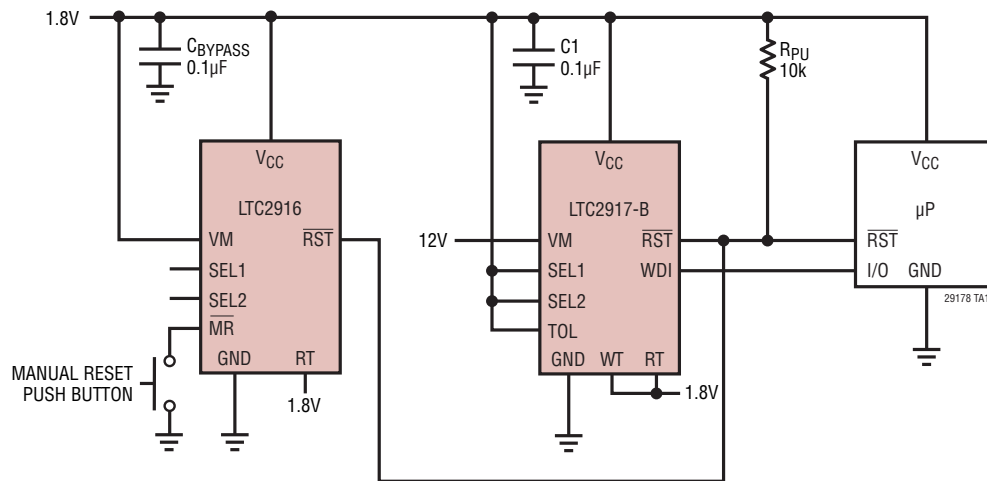 1.8V
CBYPASS
0.1µF
C1
0.1µF
RPU
10k
VCC
LTC2916
VM
RST
SEL1
SEL2
MR
GND
RT
1.8V
MANUAL RESET
PUSH BUTTON
12V
VCC
LTC2917-B
VM
RST
SEL1
WDI
SEL2
TOL
GND
WT
RT
1.8V
VCC
µP
RST
I/O
GND
29178 TA1